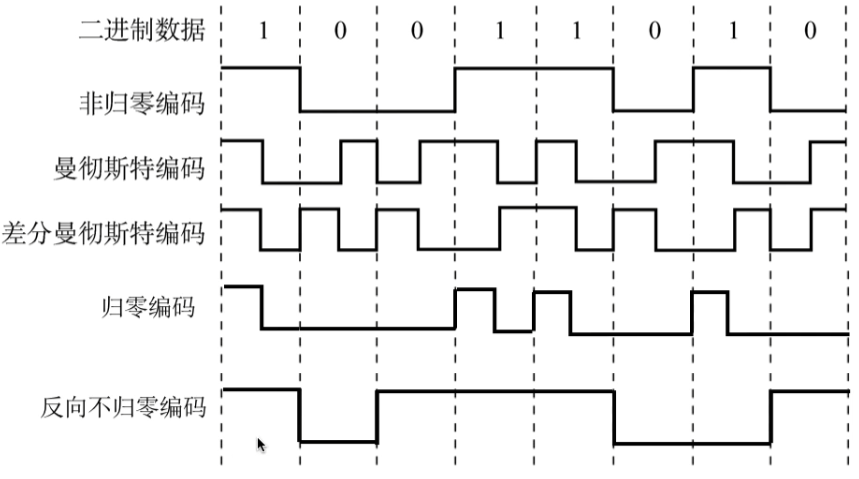 二进制数据 1 0 0 1 1 0 1 0
非归零编码
曼彻斯特编码
差分曼彻斯特编码
归零编码
反向不归零编码